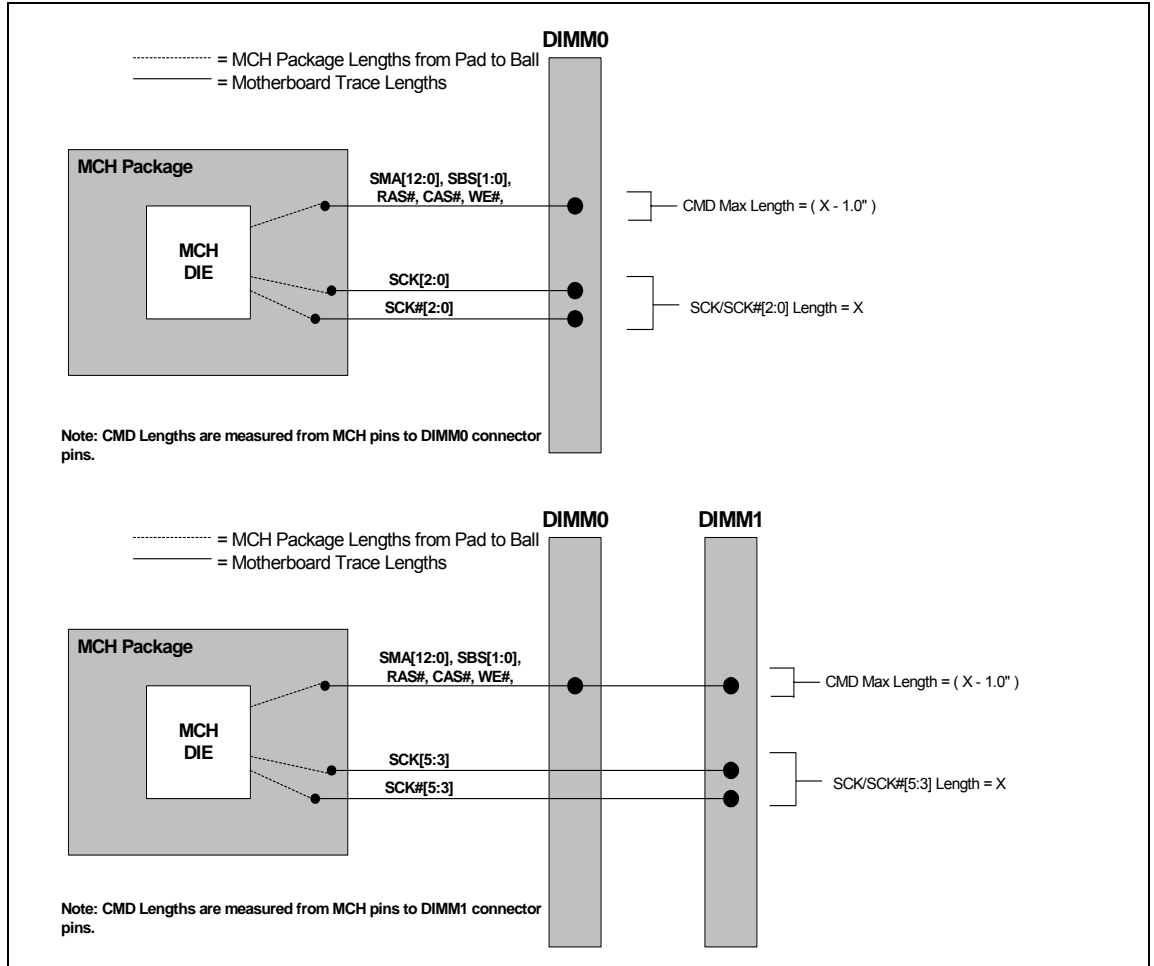 DIMM0
= MCH Package Lengths from Pad to Ball
= Motherboard Trace Lengths
MCH Package
SMA[12:0], SBS[1:0],
RAS#, CAS#, WE#,
CMD Max Length = ( X - 1.0" )
MCH
DIE
SCK[2:0]
SCK#[2:0]
SCK/SCK#[2:0] Length = X
Note: CMD Lengths are measured from MCH pins to DIMM0 connector
pins.
DIMM0
DIMM1
= MCH Package Lengths from Pad to Ball
= Motherboard Trace Lengths
MCH Package
SMA[12:0], SBS[1:0],
RAS#, CAS#, WE#,
CMD Max Length = ( X - 1.0" )
MCH
DIE
SCK[5:3]
SCK#[5:3]
SCK/SCK#[5:3] Length = X
Note: CMD Lengths are measured from MCH pins to DIMM1 connector
pins.